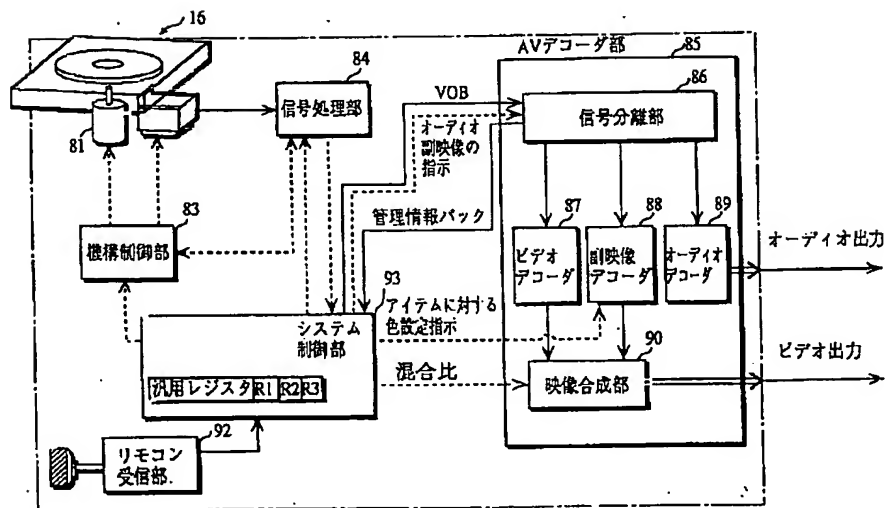 16
AVデコーダ部
85
84
信号処理部
VOB
86
信号分離部
81
オーディオ
副映像の
指示
83
機構制御部
管理情報パック
87
ビデオ
デコーダ
88
副映像
デコーダ
89
オーディオ
デコーダ
オーディオ出力
93
システム
制御部
アイテムに対する
色設定指示
汎用レジスタ R1 R2 R3
混合比
90
映像合成部
ビデオ出力
92
リモコン
受信部